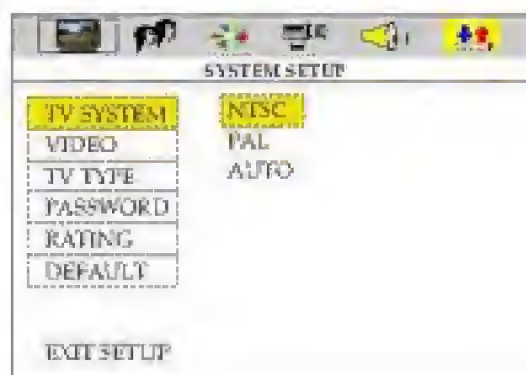 SYSTEM SETUP
TV SYSTEM
VIDEO
TV TYPE
PASSWORD
RATING
DEFAULT
EXIT SETUP
NTSC
PAL
AUTO